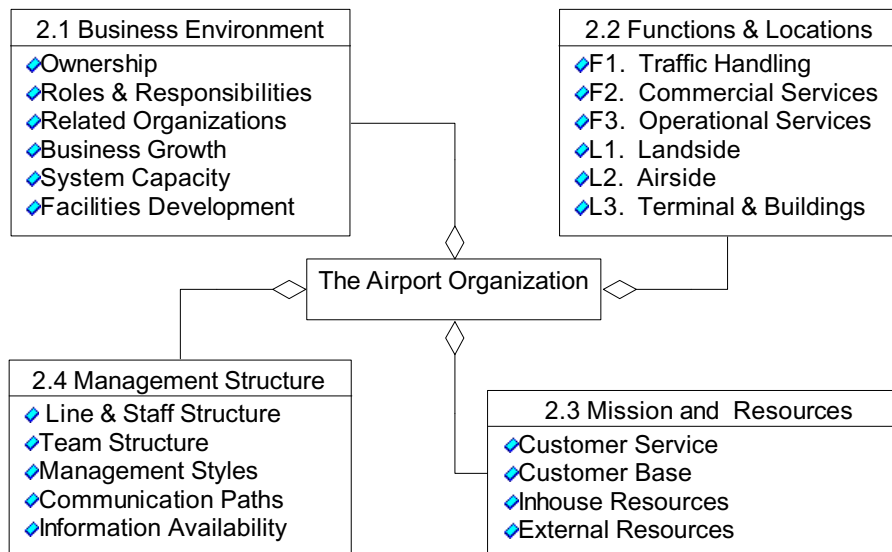 2.1 Business Environment
Ownership
Roles & Responsibilities
Related Organizations
Business Growth
System Capacity
Facilities Development
2.2 Functions & Locations
F1. Traffic Handling
F2. Commercial Services
F3. Operational Services
L1. Landside
L2. Airside
L3. Terminal & Buildings
The Airport Organization
2.4 Management Structure
Line & Staff Structure
Team Structure
Management Styles
Communication Paths
Information Availability
2.3 Mission and Resources
Customer Service
Customer Base
Inhouse Resources
External Resources